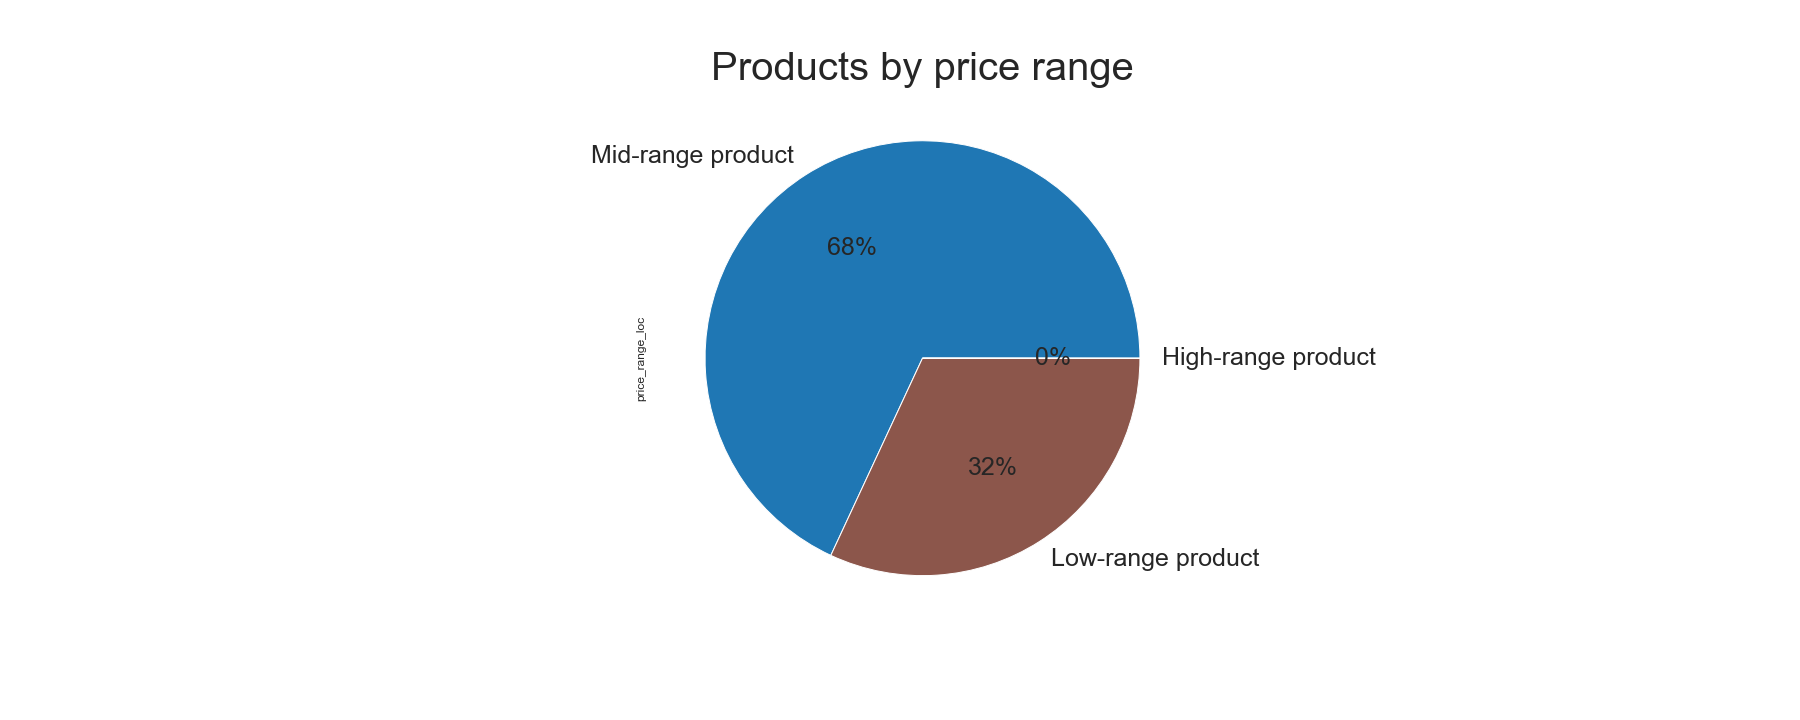 Products by price range
Mid-range product
68%
price_range_loc
0%
High-range product
32%
Low-range product